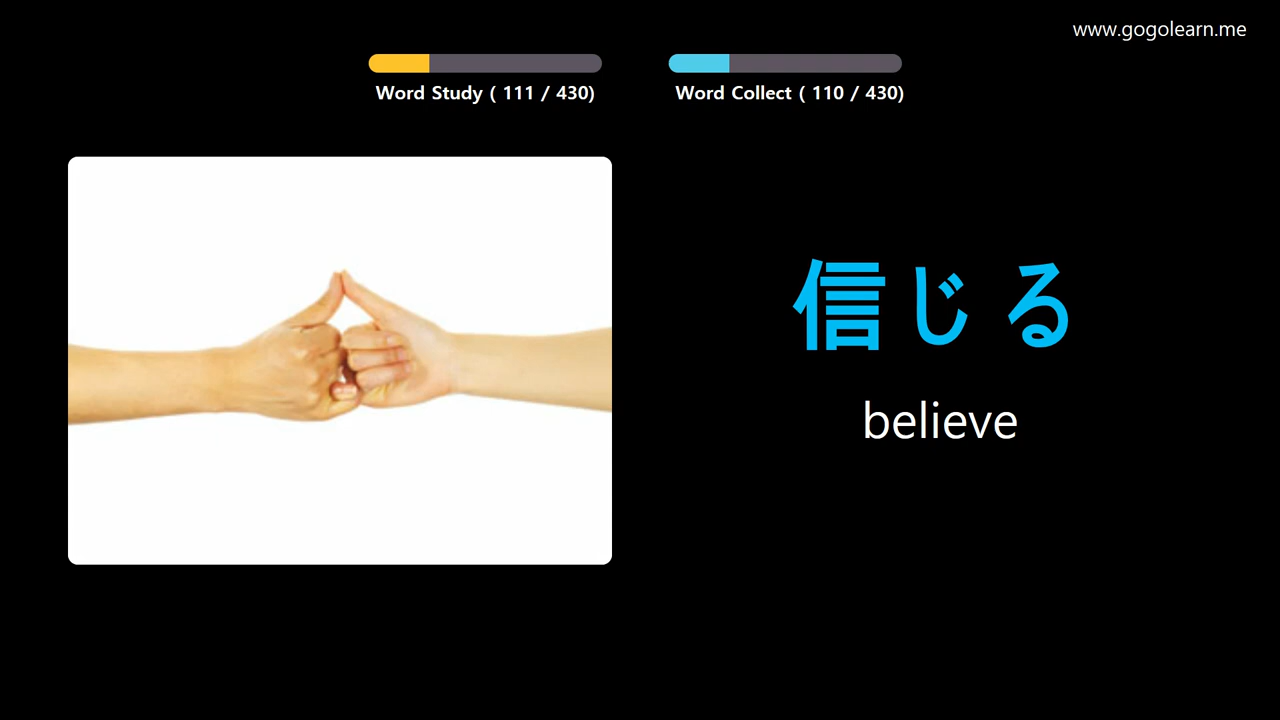 www.gogolearn.me
Word Study ( 111 / 430)
Word Collect ( 110 / 430)
信じる
believe